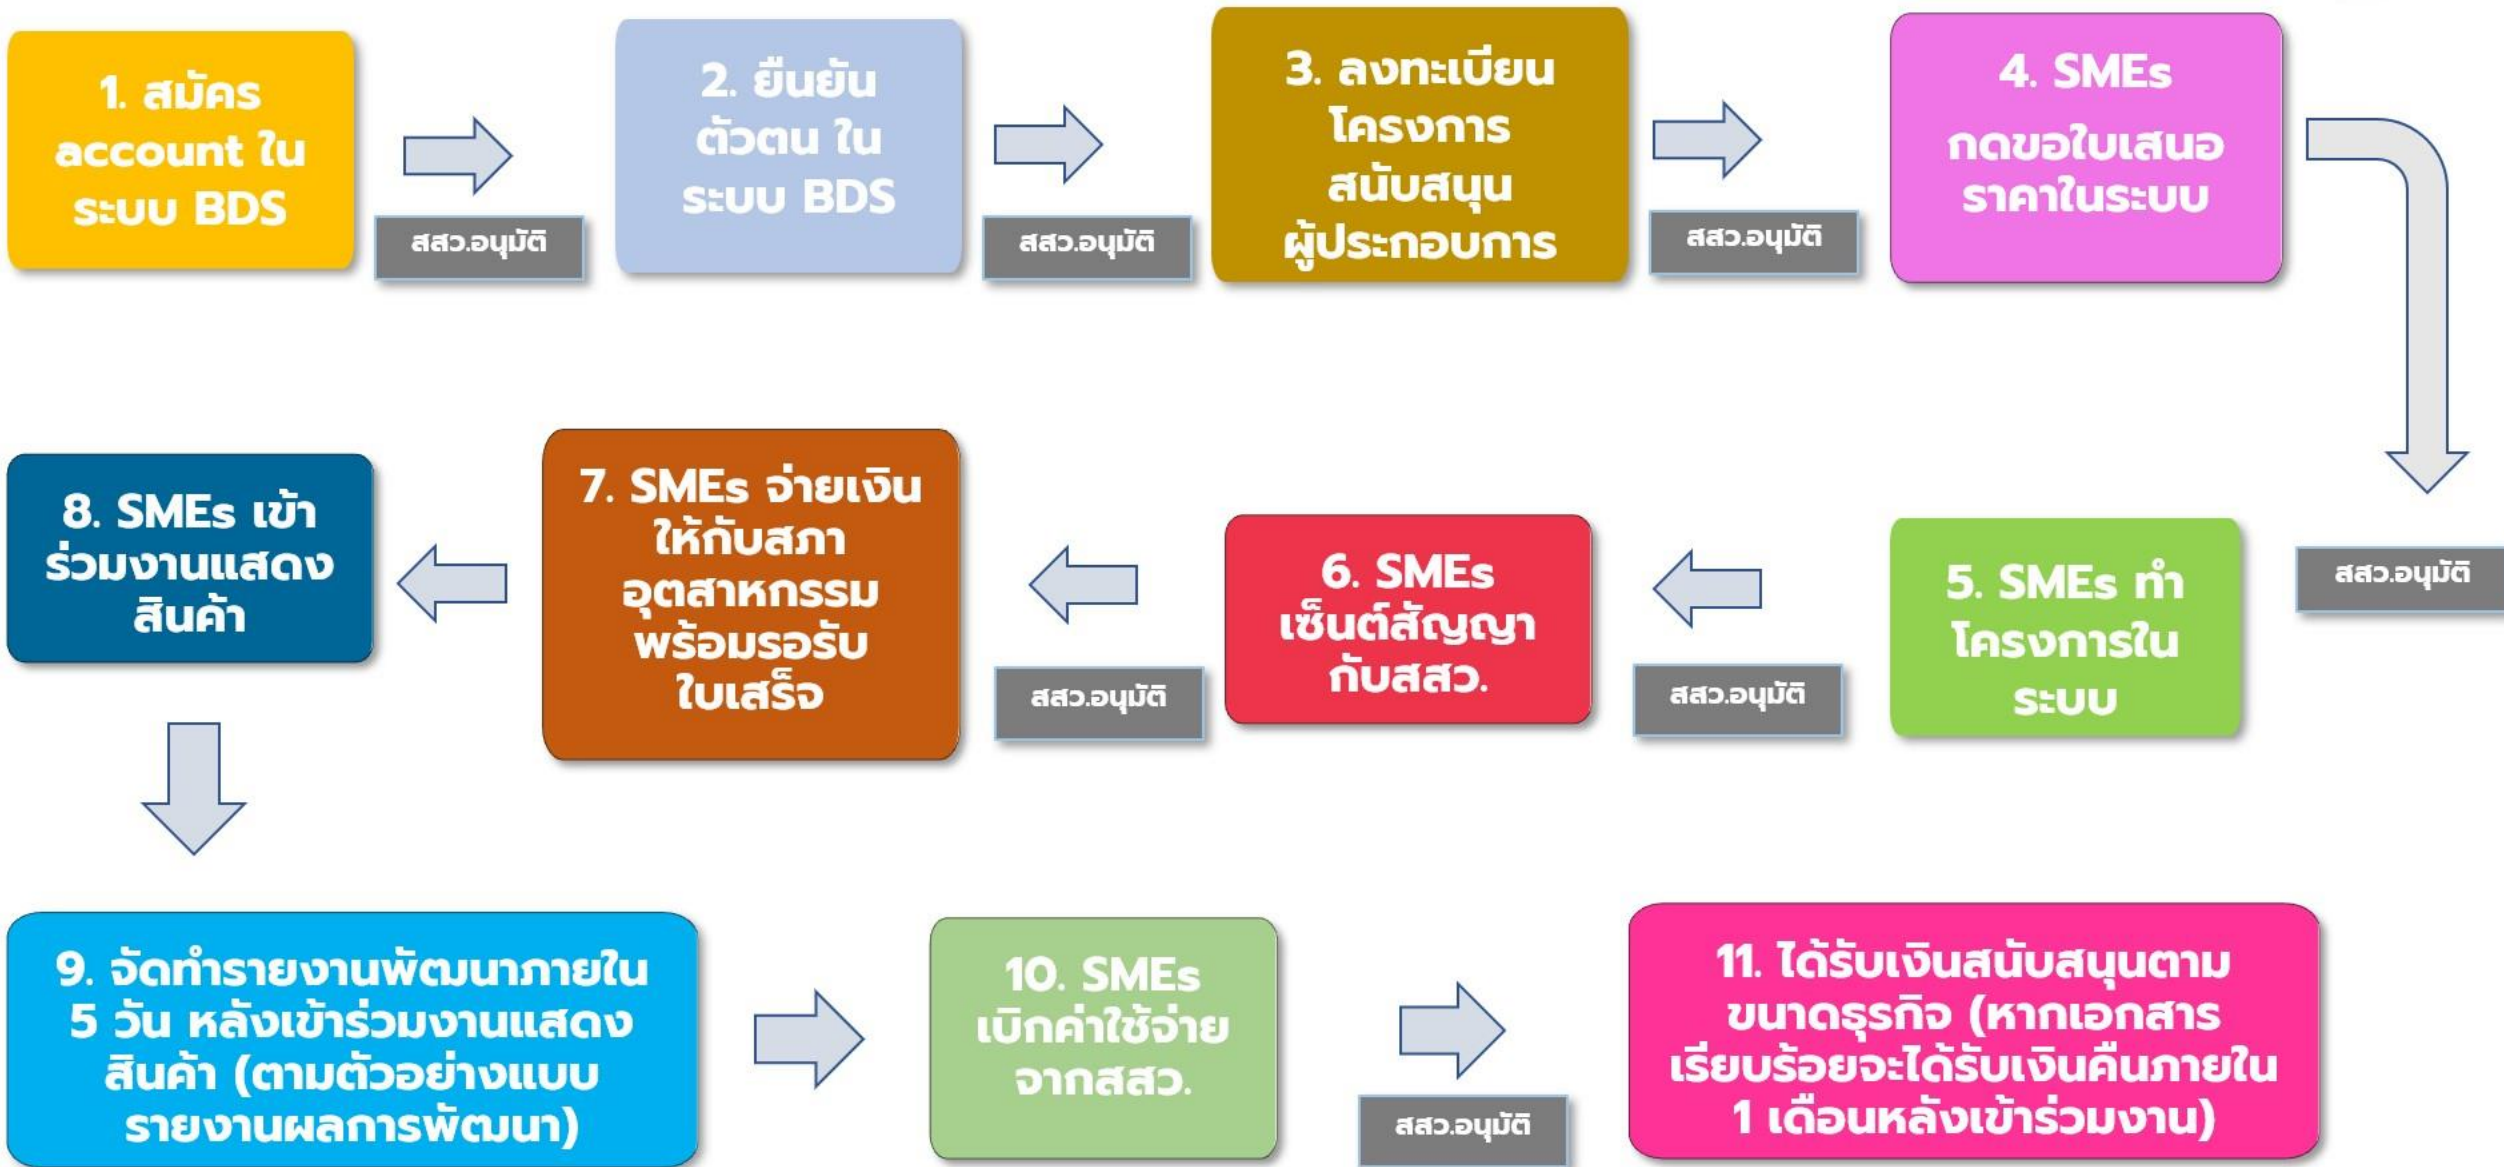 1. สมัคร
account ใน
ระบบ BDS
สสว.อนุมัติ
2. ยืนยัน
ตัวตน ใน
ระบบ BDS
สสว.อนุมัติ
3. ลงทะเบียน
โครงการ
สนับสนุน
ผู้ประกอบการ
สสว.อนุมัติ
4. SMEs
กดขอใบเสนอ
ราคาในระบบ
สสว.อนุมัติ
5. SMEs ทำ
โครงการใน
ระบบ
สสว.อนุมัติ
6. SMEs
เซ็นต์สัญญา
กับสสว.
สสว.อนุมัติ
7. SMEs จ่ายเงิน
ให้กับสภา
อุตสาหกรรม
พร้อมรอรับ
ใบเสร็จ
8. SMEs เข้า
ร่วมงานแสดง
สินค้า
9. จัดทำรายงานพัฒนาภายใน
5 วัน หลังเข้าร่วมงานแสดง
สินค้า (ตามตัวอย่างแบบ
รายงานผลการพัฒนา)
10. SMEs
เบิกค่าใช้จ่าย
จากสสว.
สสว.อนุมัติ
11. ได้รับเงินสนับสนุนตาม
ขนาดธุรกิจ (หากเอกสาร
เรียบร้อยจะได้รับเงินคืนภายใน
1 เดือนหลังเข้าร่วมงาน)